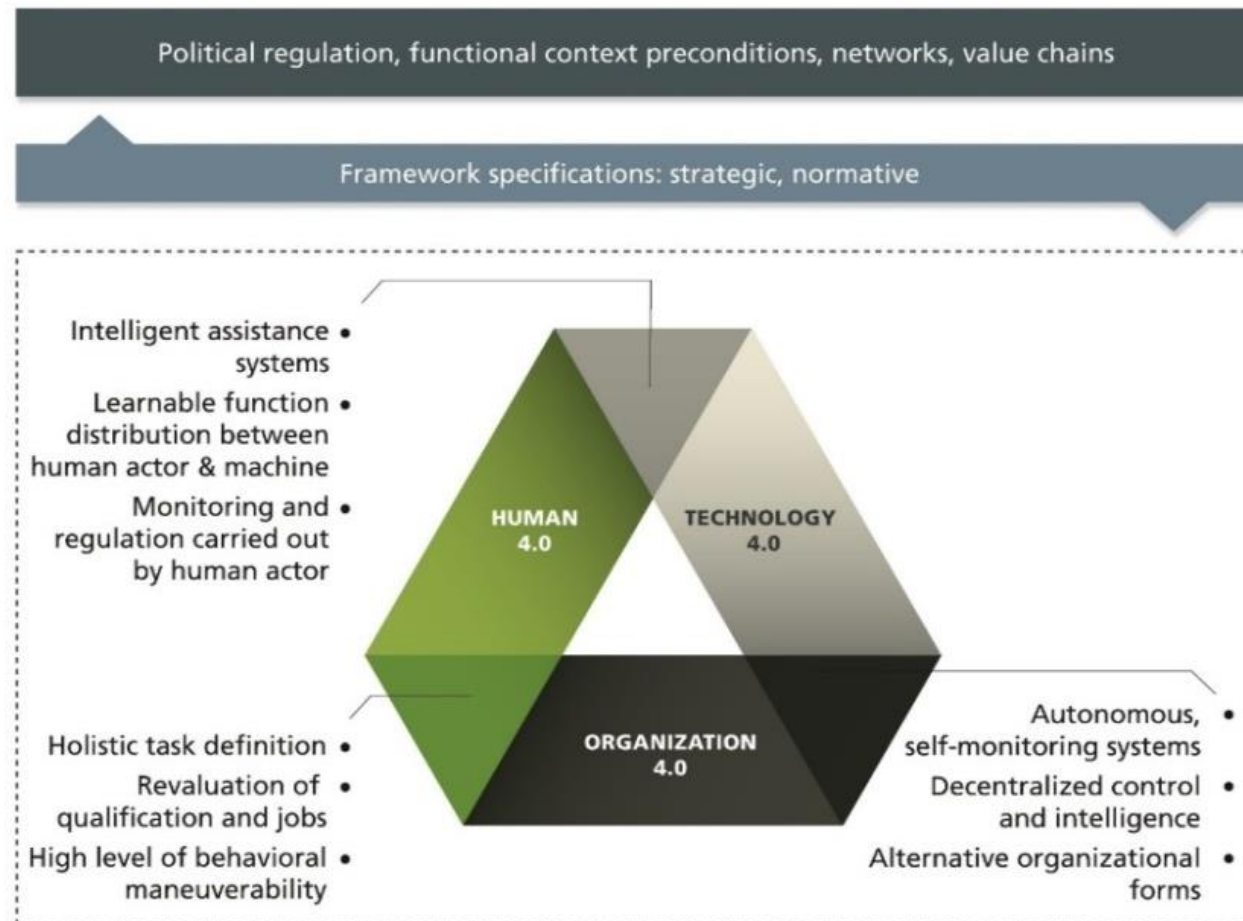 Political regulation, functional context preconditions, networks, value chains
Framework specifications: strategic, normative
Intelligent assistance •
systems
Learnable function •
distribution between
human actor & machine
Monitoring and •
regulation carried out
by human actor
HUMAN
4.0
TECHNOLOGY
4.0
ORGANIZATION
4.0
Holistic task definition •
Revaluation of •
qualification and jobs
High level of behavioral •
maneuverability
Autonomous, •
self-monitoring systems
Decentralized control •
and intelligence
Alternative organizational •
forms